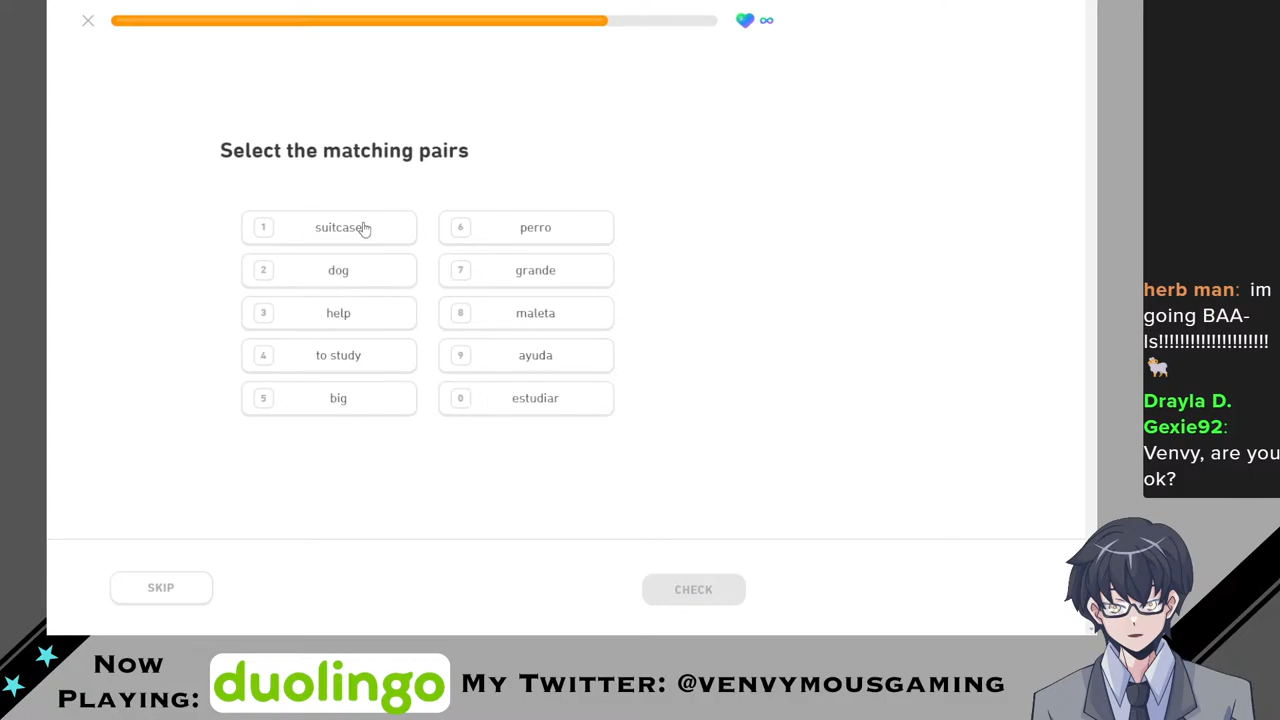 ∞
Select the matching pairs
1 suitcase
6 perro
2 dog
7 grande
3 help
8 maleta
4 to study
9 ayuda
5 big
0 estudiar
SKIP
CHECK
herb man: im
going BAA-
ls!!!!!!!!!!!!!!!!!!!!!
Drayla D.
Gexie92:
Venvy, are you
ok?
Now
Playing:
duolingo
My Twitter: @venvymousgaming